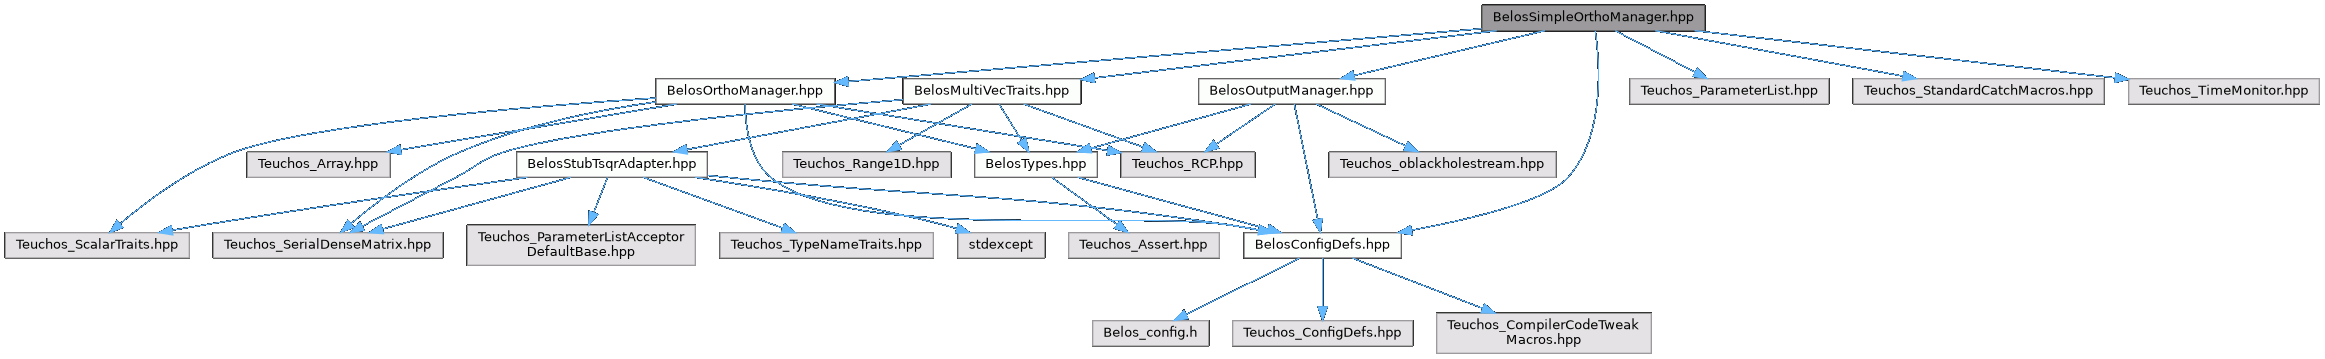 BelosSimpleOrthoManager.hpp
BelosOrthoManager.hpp
BelosMultiVecTraits.hpp
BelosOutputManager.hpp
Teuchos_ParameterList.hpp
Teuchos_StandardCatchMacros.hpp
Teuchos_TimeMonitor.hpp
Teuchos_Array.hpp
BelosStubTsqrAdapter.hpp
Teuchos_Range1D.hpp
BelosTypes.hpp
Teuchos_RCP.hpp
Teuchos_oblackholestream.hpp
Teuchos_ScalarTraits.hpp
Teuchos_SerialDenseMatrix.hpp
Teuchos_ParameterListAcceptor
DefaultBase.hpp
Teuchos_TypeNameTraits.hpp
stdexcept
Teuchos_Assert.hpp
BelosConfigDefs.hpp
Belos_config.h
Teuchos_ConfigDefs.hpp
Teuchos_CompilerCodeTweak
Macros.hpp